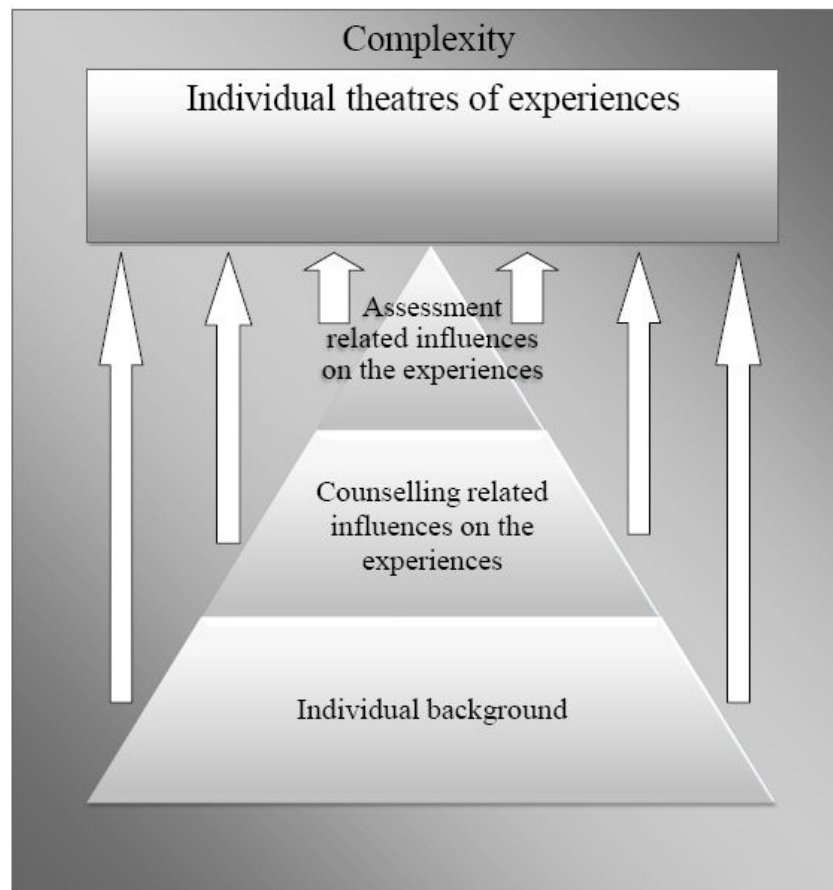 Complexity
Individual theatres of experiences
Assessment
related influences
on the experiences
Counselling related
influences on the
experiences
Individual background